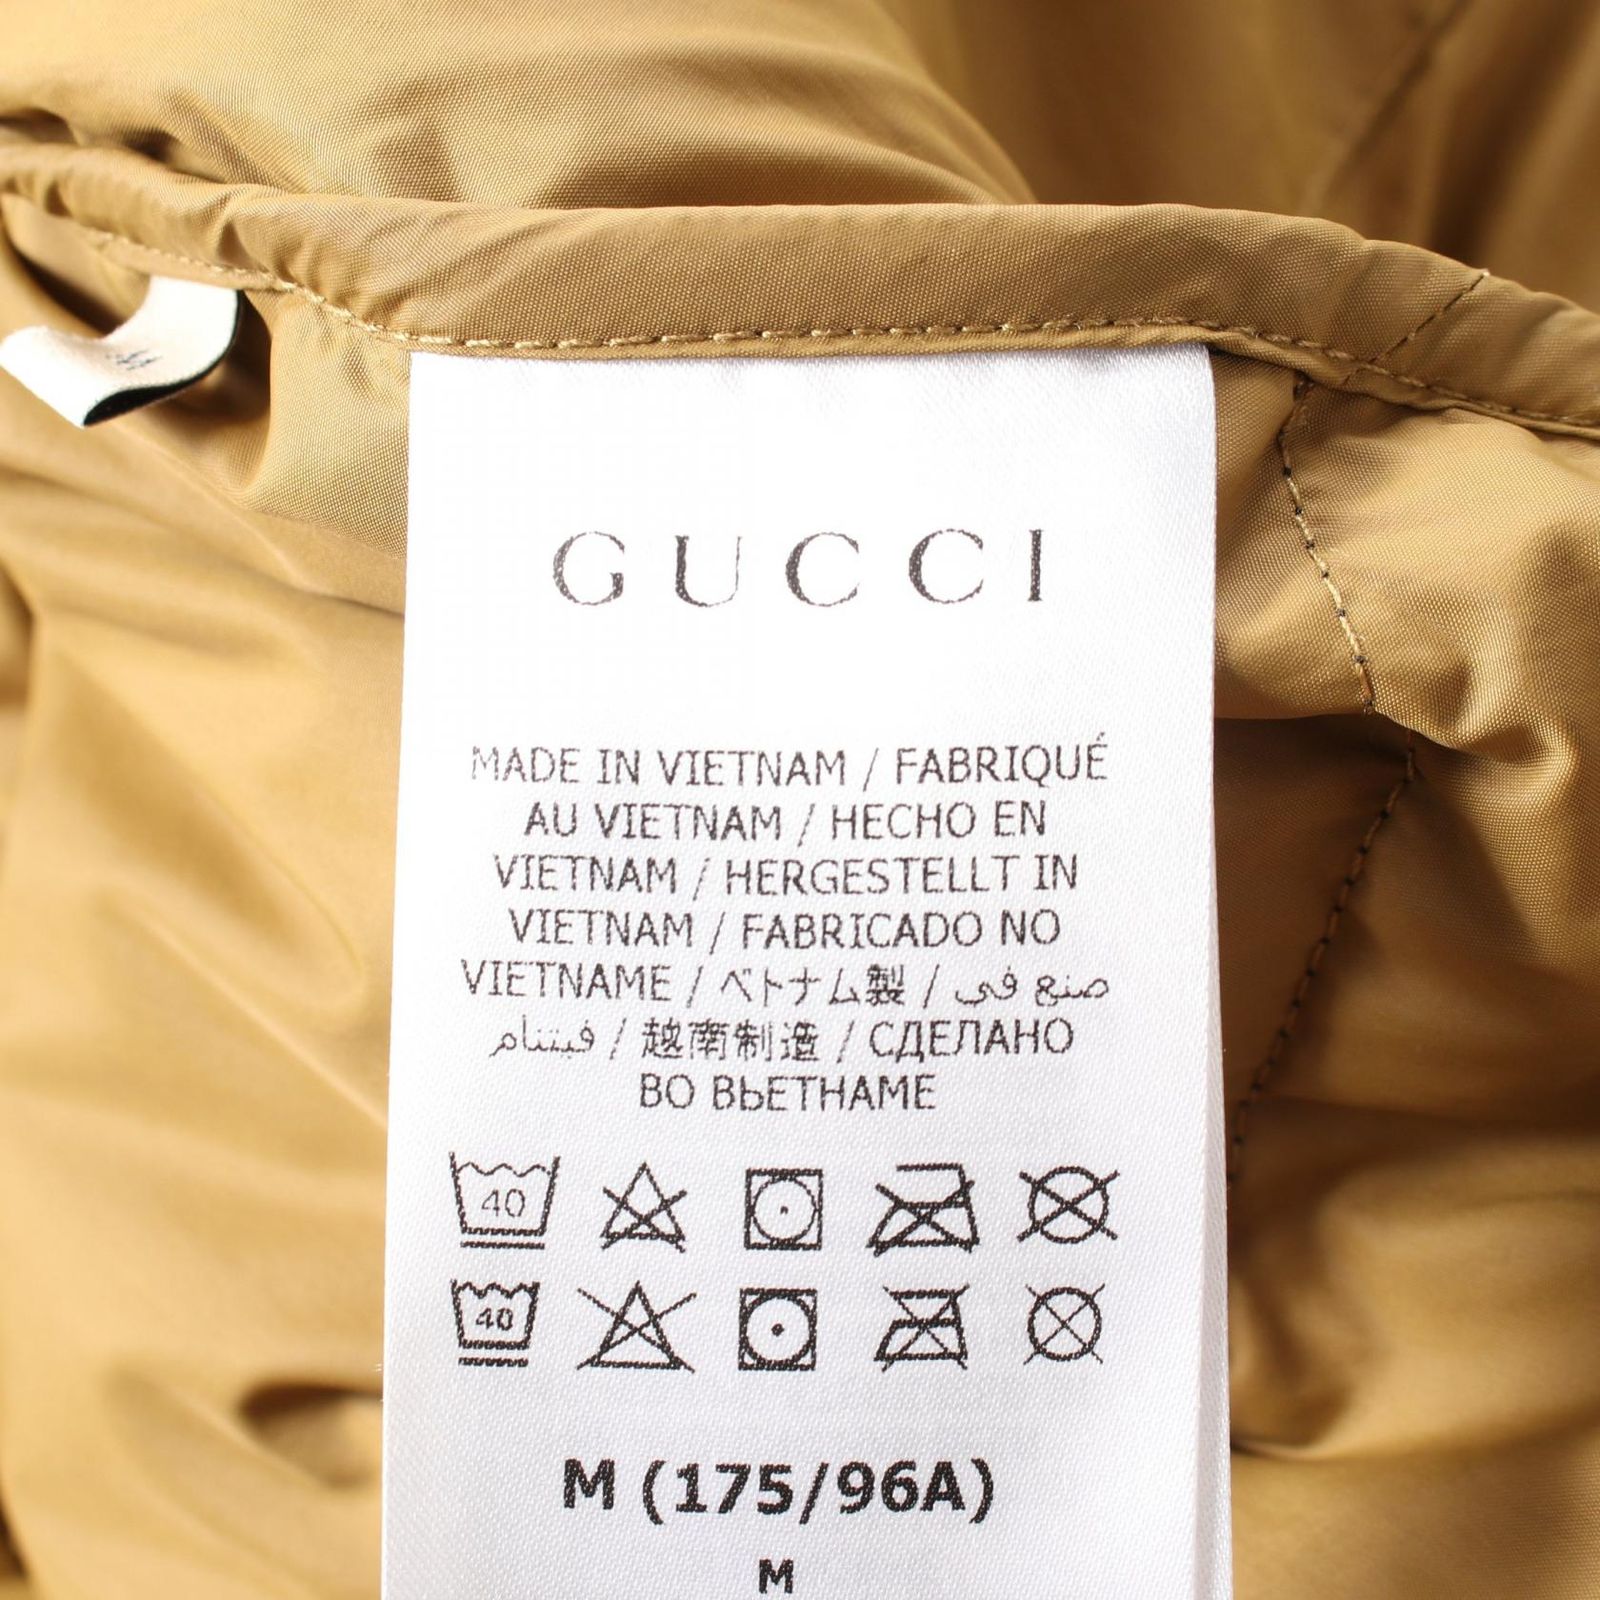 GUCCI
MADE IN VIETNAM / FABRIQUÉ
AU VIETNAM / HECHO EN
VIETNAM / HERGESTELLT IN
VIETNAM / FABRICADO NO
VIETNAME / ベトナム製 / صنع في
فيتنام / 越南制造 / СДЕЛАНО
ВО ВЬЕТНАМЕ
40
40
M (175/96A)
M